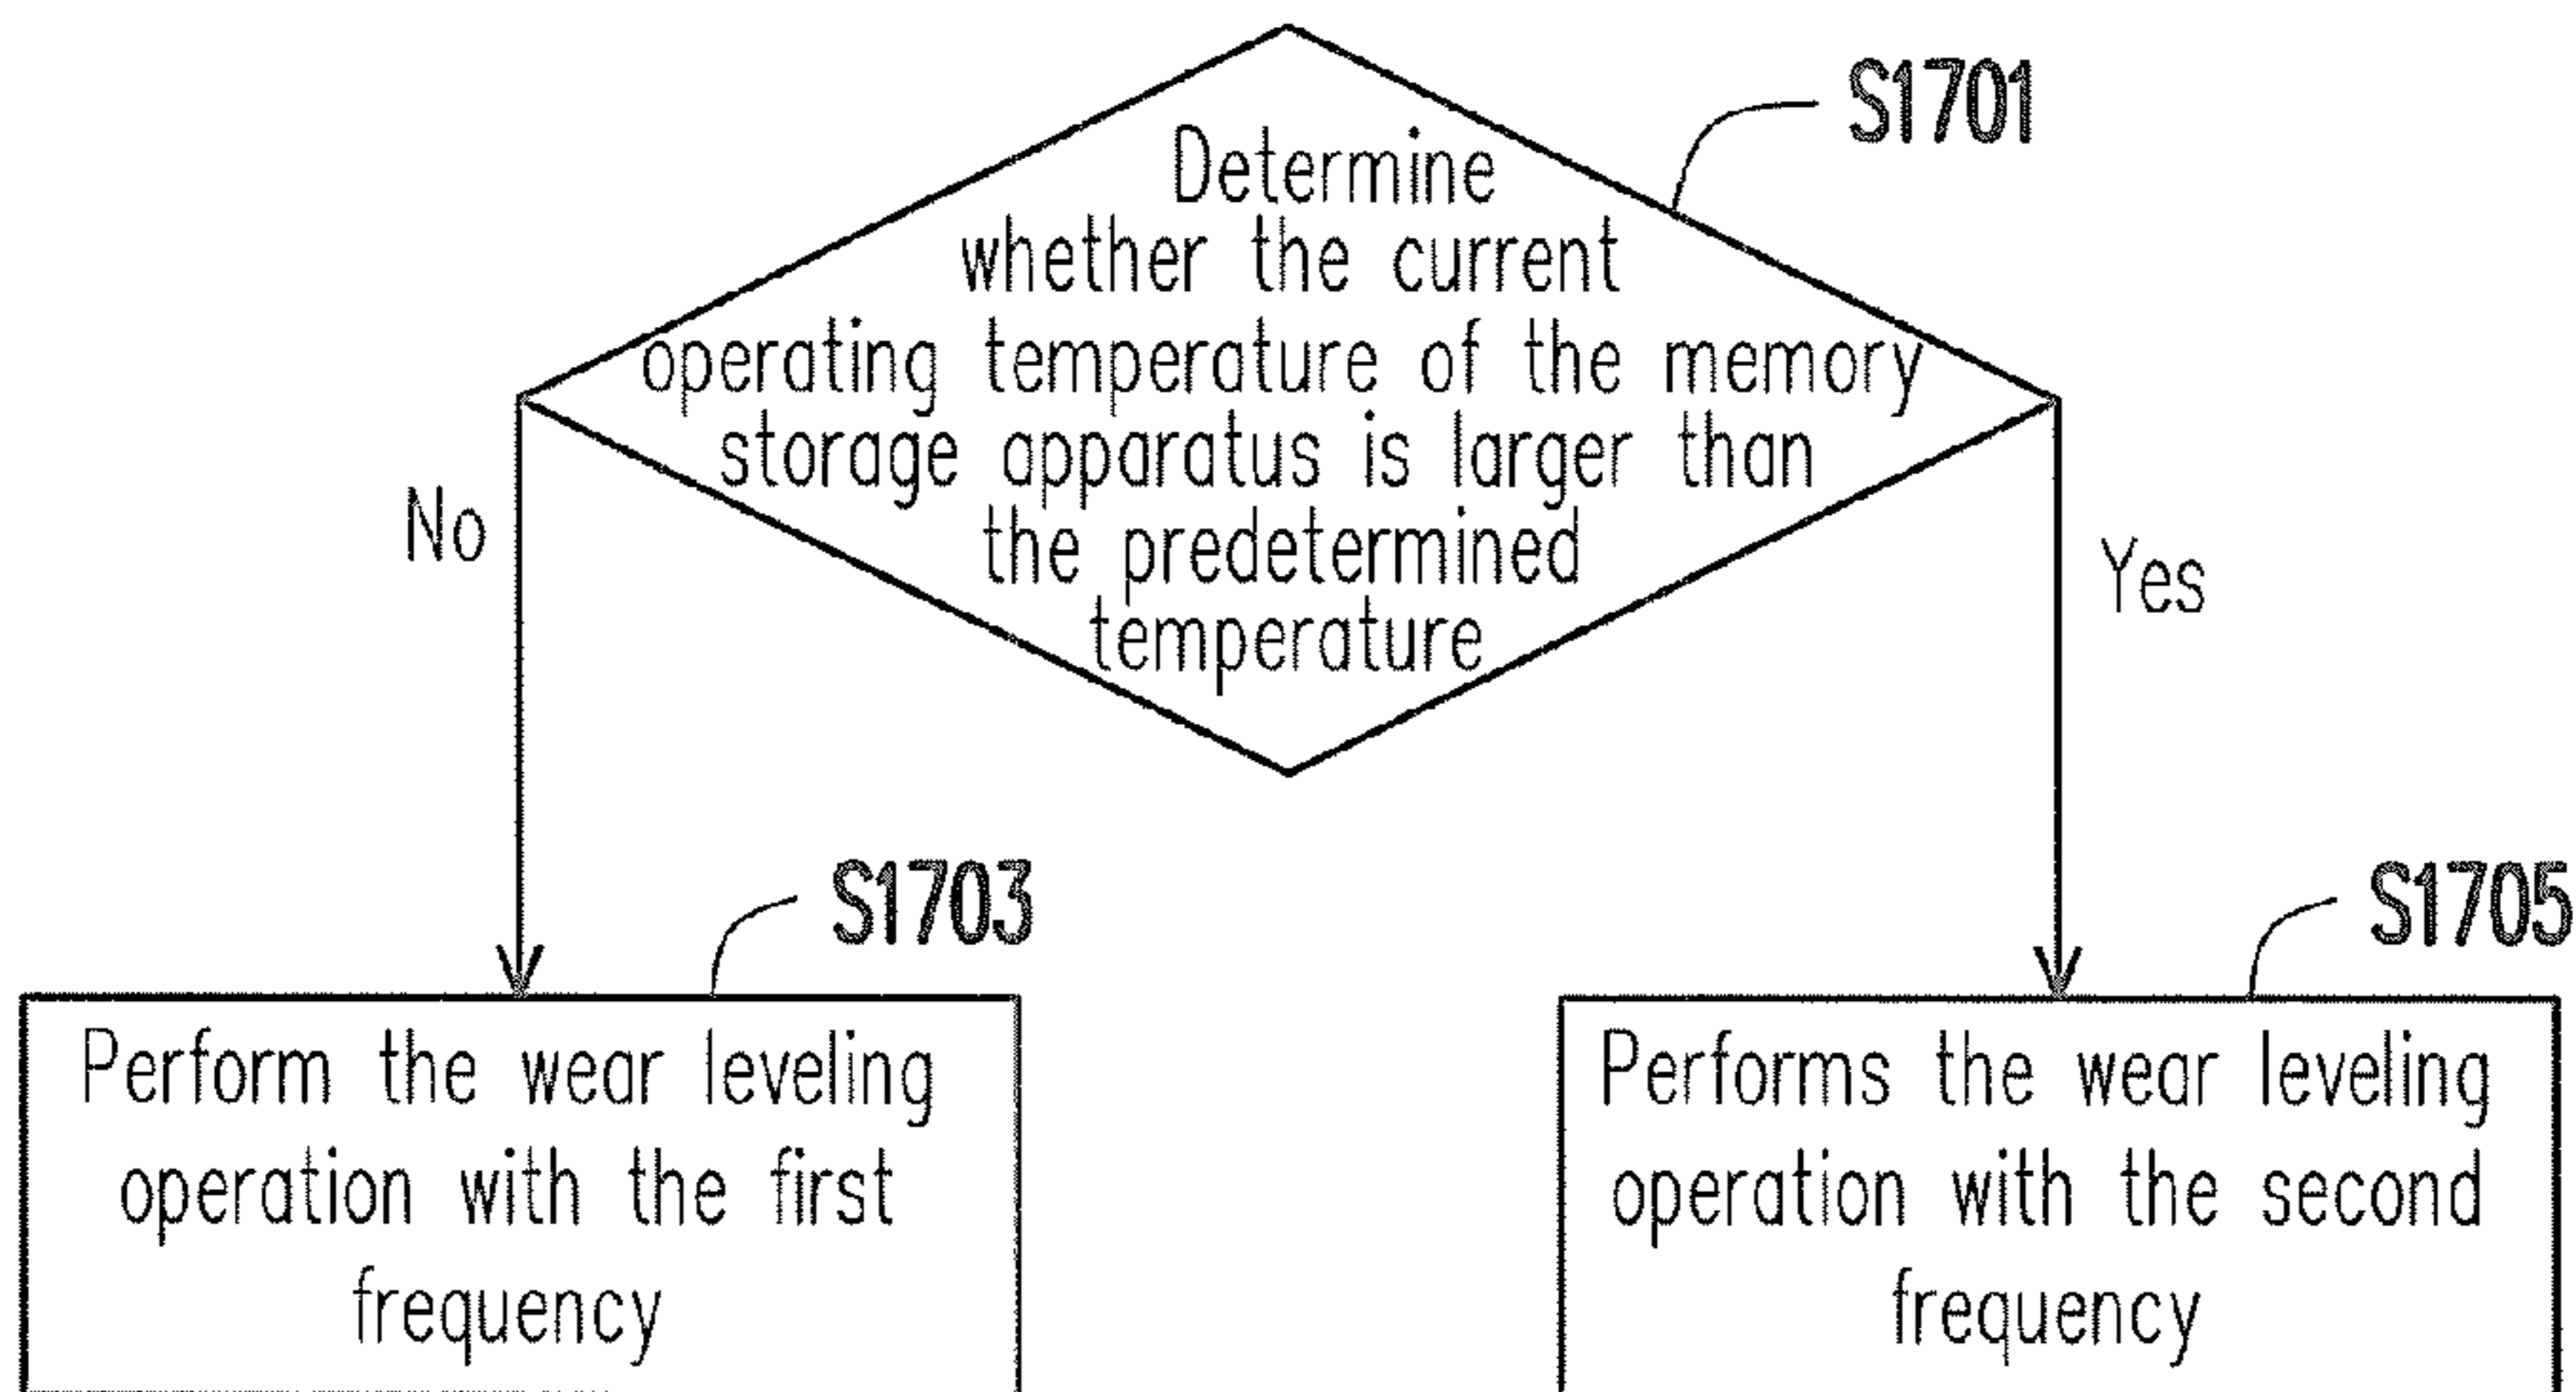 S1701
Determine
whether the current
operating temperature of the memory
storage apparatus is larger than
the predetermined
temperature
No
Yes
S1703
S1705
Perform the wear leveling
operation with the first
frequency
Performs the wear leveling
operation with the second
frequency